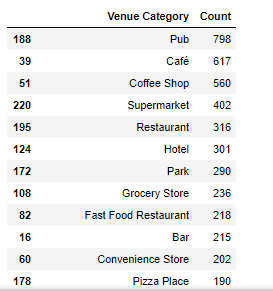 Venue Category Count
188 Pub 798
39 Café 617
51 Coffee Shop 560
220 Supermarket 402
195 Restaurant 316
124 Hotel 301
172 Park 290
108 Grocery Store 236
82 Fast Food Restaurant 218
16 Bar 215
60 Convenience Store 202
178 Pizza Place 190